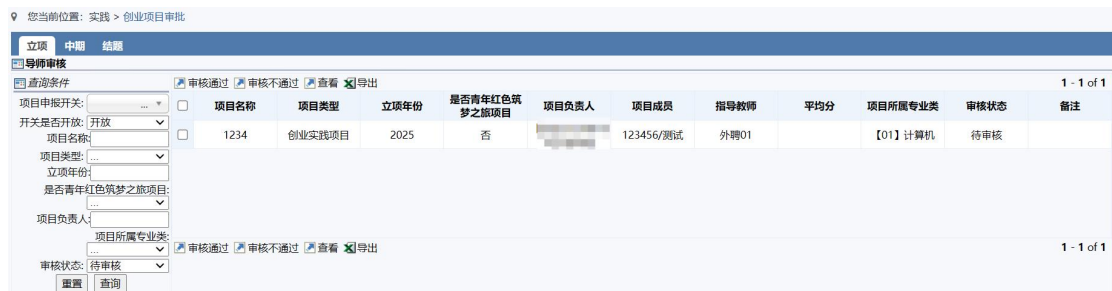 您当前位置: 实践 > 创业项目审批
立项 中期 结题
导师审核
查询条件
审核通过 审核不通过 查看 导出 1 - 1 of 1
项目申报开关: ...
开关是否开放: 开放
项目名称:
项目类型: ...
立项年份:
是否青年红色筑梦之旅项目:
...
项目负责人:
项目所属专业类:
...
审核状态: 待审核
重置 查询
项目名称 项目类型 立项年份 是否青年红色筑梦之旅项目 项目负责人 项目成员 指导教师 平均分 项目所属专业类 审核状态 备注
1234 创业实践项目 2025 否 123456/测试 外聘01 【01】计算机 待审核
审核通过 审核不通过 查看 导出 1 - 1 of 1